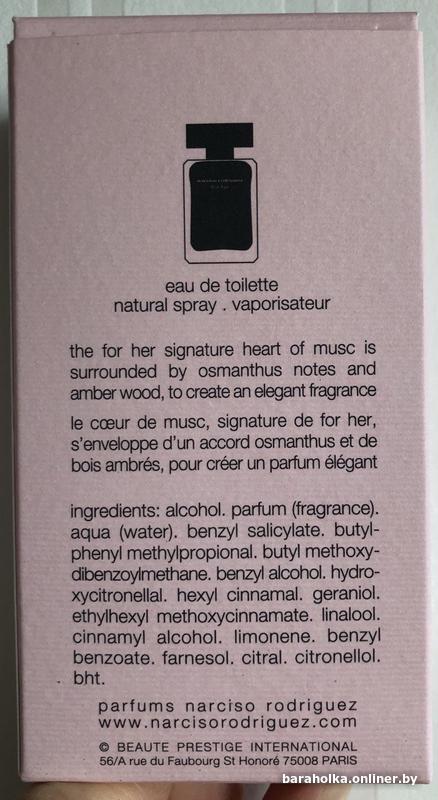 eau de toilette
natural spray . vaporisateur
the for her signature heart of musc is
surrounded by osmanthus notes and
amber wood, to create an elegant fragrance
le cœur de musc, signature de for her,
s'enveloppe d'un accord osmanthus et de
bois ambrés, pour créer un parfum élégant
ingredients: alcohol. parfum (fragrance).
aqua (water). benzyl salicylate. butyl-
phenyl methylpropional. butyl methoxy-
dibenzoylmethane. benzyl alcohol. hydro-
xycitronellal. hexyl cinnamal. geraniol.
ethylhexyl methoxycinnamate. linalool.
cinnamyl alcohol. limonene. benzyl
benzoate. farnesol. citral. citronellol.
bht.
parfums narciso rodriguez
www.narcisorodriguez.com
© BEAUTE PRESTIGE INTERNATIONAL
56/A rue du Faubourg St Honoré 75008 PARIS
baraholka.onliner.by